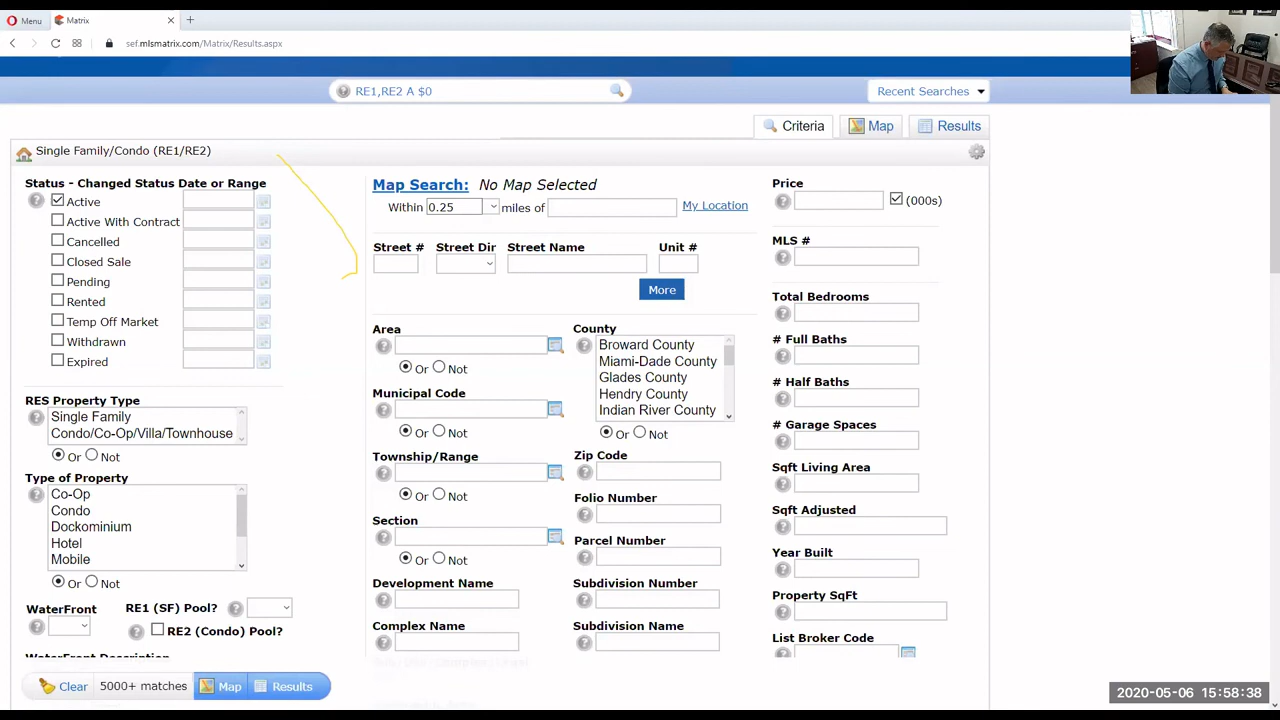 Menu Matrix
sef.mlsmatrix.com/Matrix/Results.aspx
RE1,RE2 A $0 Recent Searches
Criteria Map Results
Single Family/Condo (RE1/RE2)
Status - Changed Status Date or Range
Active
Active With Contract
Cancelled
Closed Sale
Pending
Rented
Temp Off Market
Withdrawn
Expired
RES Property Type
Single Family
Condo/Co-Op/Villa/Townhouse
Or Not
Type of Property
Co-Op
Condo
Dockominium
Hotel
Mobile
Or Not
WaterFront RE1 (SF) Pool?
RE2 (Condo) Pool?
WaterFront Description
Map Search: No Map Selected
Within 0.25 miles of My Location
Street # Street Dir Street Name Unit #
More
Area
Or Not
Municipal Code
Or Not
Township/Range
Or Not
Section
Or Not
Development Name
Complex Name
County
Broward County
Miami-Dade County
Glades County
Hendry County
Indian River County
Or Not
Zip Code
Folio Number
Parcel Number
Subdivision Number
Subdivision Name
Price
(000s)
MLS #
Total Bedrooms
# Full Baths
# Half Baths
# Garage Spaces
Sqft Living Area
Sqft Adjusted
Year Built
Property SqFt
List Broker Code
Clear 5000+ matches Map Results
2020-05-06 15:58:38